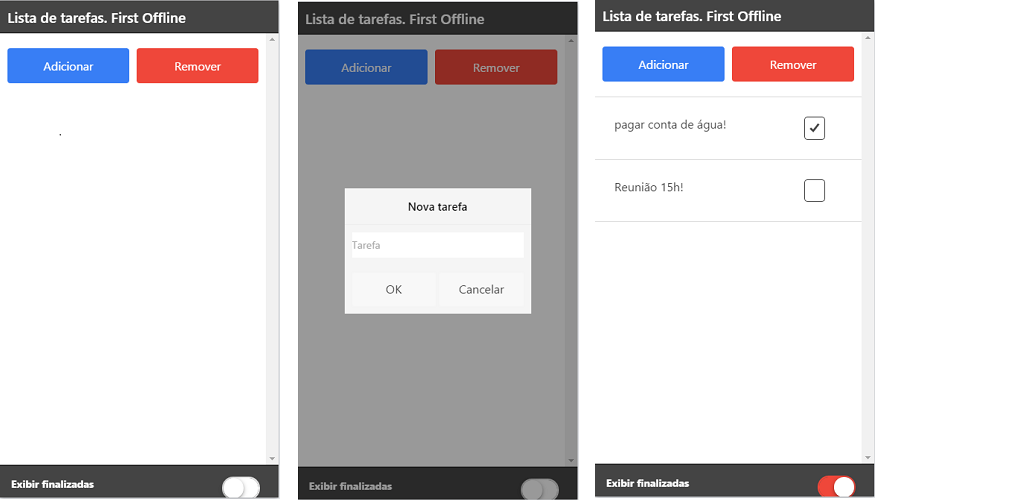 Lista de tarefas. First Offline
Adicionar Remover
.
Exibir finalizadas
Lista de tarefas. First Offline
Adicionar Remover
Nova tarefa
Tarefa
OK Cancelar
Exibir finalizadas
Lista de tarefas. First Offline
Adicionar Remover
pagar conta de água!
Reunião 15h!
Exibir finalizadas